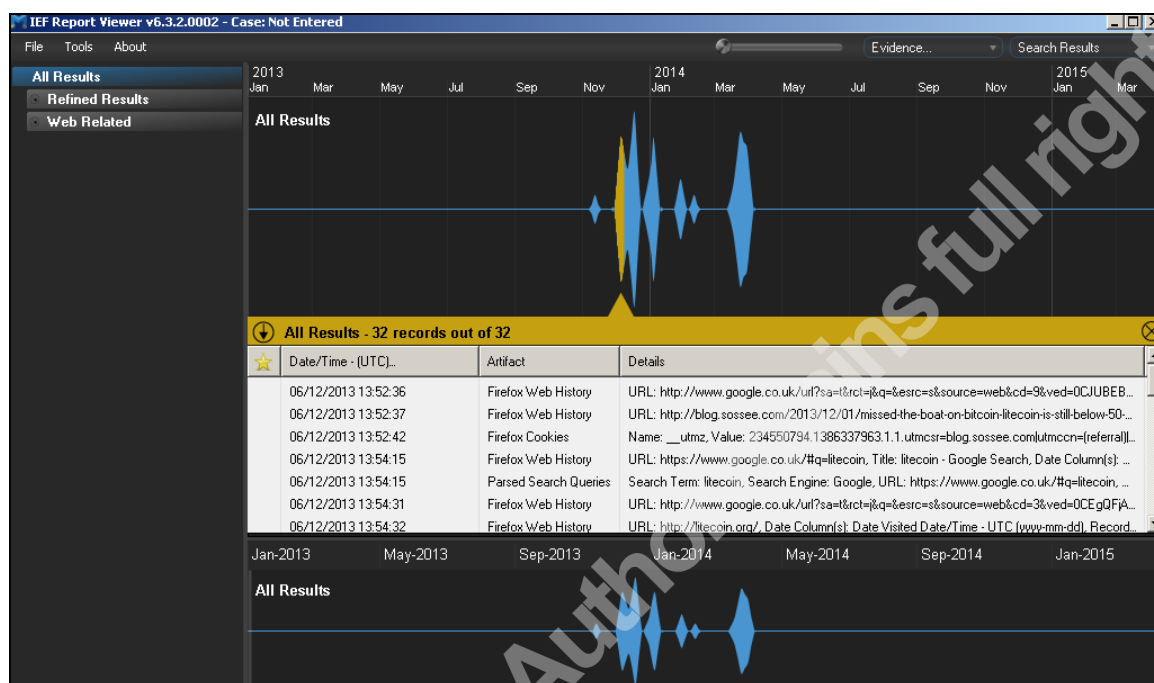 IEF Report Viewer v6.3.2.0002 - Case: Not Entered
File Tools About Evidence... Search Results
All Results
Refined Results
Web Related
2013 2014 2015
Jan Mar May Jul Sep Nov Jan Mar May Jul Sep Nov Jan Mar
All Results
All Results - 32 records out of 32
Date/Time - (UTC)... Artifact Details
06/12/2013 13:52:36 Firefox Web History URL: http://www.google.co.uk/url?sa=t&rct=j&q=&esrc=s&source=web&cd=9&ved=0CJUBEB...
06/12/2013 13:52:37 Firefox Web History URL: http://blog.sossee.com/2013/12/01/missed-the-boat-on-bitcoin-litecoin-is-still-below-50-...
06/12/2013 13:52:42 Firefox Cookies Name: __utmz, Value: 234550794.1386337963.1.1.utmcsr=blog.sossee.com|utmccn=(referral)|...
06/12/2013 13:54:15 Firefox Web History URL: https://www.google.co.uk/#q=litecoin, Title: litecoin - Google Search, Date Column(s): ...
06/12/2013 13:54:15 Parsed Search Queries Search Term: litecoin, Search Engine: Google, URL: https://www.google.co.uk/#q=litecoin, ...
06/12/2013 13:54:31 Firefox Web History URL: http://www.google.co.uk/url?sa=t&rct=j&q=&esrc=s&source=web&cd=3&ved=0CEgQFjA...
06/12/2013 13:54:32 Firefox Web History URL: http://litecoin.org/, Date Column(s): Date Visited Date/Time - UTC (yyyy-mm-dd), Record...
Jan-2013 May-2013 Sep-2013 Jan-2014 May-2014 Sep-2014 Jan-2015
All Results
full